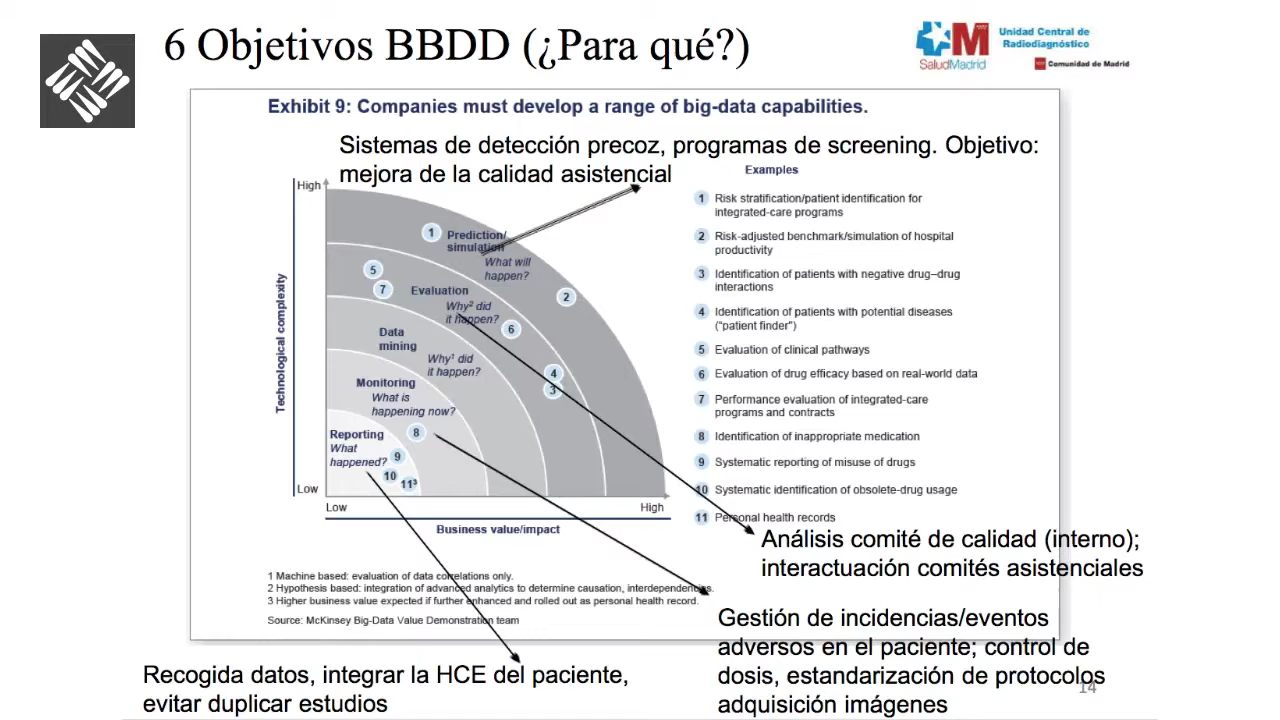 6 Objetivos BBDD (¿Para qué?)
SaludMadrid
Unidad Central de
Radiodiagnóstico
Comunidad de Madrid
Exhibit 9: Companies must develop a range of big-data capabilities.
Sistemas de detección precoz, programas de screening. Objetivo:
mejora de la calidad asistencial
High
Technological complexity
Low
1
Prediction/
simulation
What will
happen?
2
5
7
Evaluation
Why² did
it happen?
6
4
3
Data
mining
Why¹ did
it happen?
Monitoring
What is
happening now?
8
Reporting
What
happened?
9
10
11³
Low
High
Business value/impact
Examples
1 Risk stratification/patient identification for
integrated-care programs
2 Risk-adjusted benchmark/simulation of hospital
productivity
3 Identification of patients with negative drug–drug
interactions
4 Identification of patients with potential diseases
("patient finder")
5 Evaluation of clinical pathways
6 Evaluation of drug efficacy based on real-world data
7 Performance evaluation of integrated-care
programs and contracts
8 Identification of inappropriate medication
9 Systematic reporting of misuse of drugs
10 Systematic identification of obsolete-drug usage
11 Personal health records
Análisis comité de calidad (interno);
interactuación comités asistenciales
1 Machine based: evaluation of data correlations only.
2 Hypothesis based: integration of advanced analytics to determine causation, interdependencies.
3 Higher business value expected if further enhanced and rolled out as personal health record.
Source: McKinsey Big-Data Value Demonstration team
Gestión de incidencias/eventos
adversos en el paciente; control de
dosis, estandarización de protocolos
adquisición imágenes
Recogida datos, integrar la HCE del paciente,
evitar duplicar estudios
14